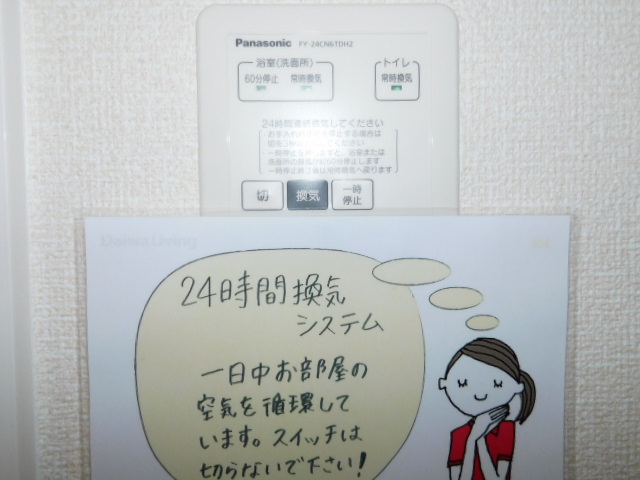 Panasonic FY-24CN6TDH2
浴室(洗面所)
60分停止 常時換気
トイレ
常時換気
24時間連続換気してください
切 換気 一時停止
Daiwa Living
24時間換気
システム
一日中お部屋の
空気を循環して
います。スイッチは
切らないで下さい!